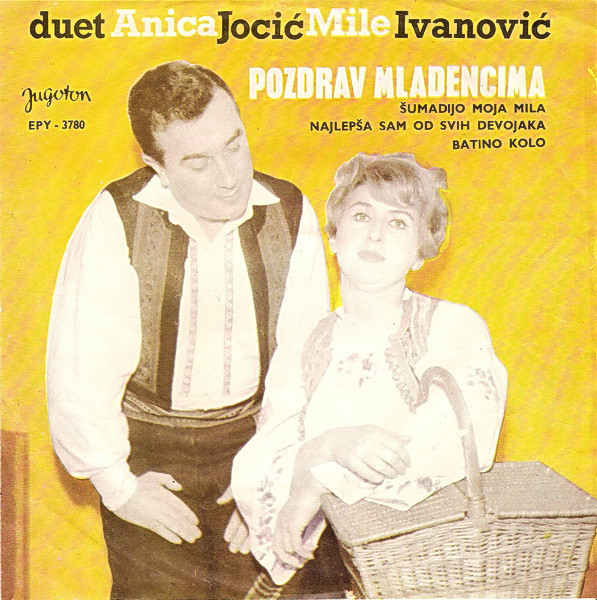 duet Anica Jocić Mile Ivanović
POZDRAV MLADENCIMA
ŠUMADIJO MOJA MILA
NAJLEPŠA SAM OD SVIH DEVOJAKA
BATINO KOLO
Jugoton
EPY - 3780